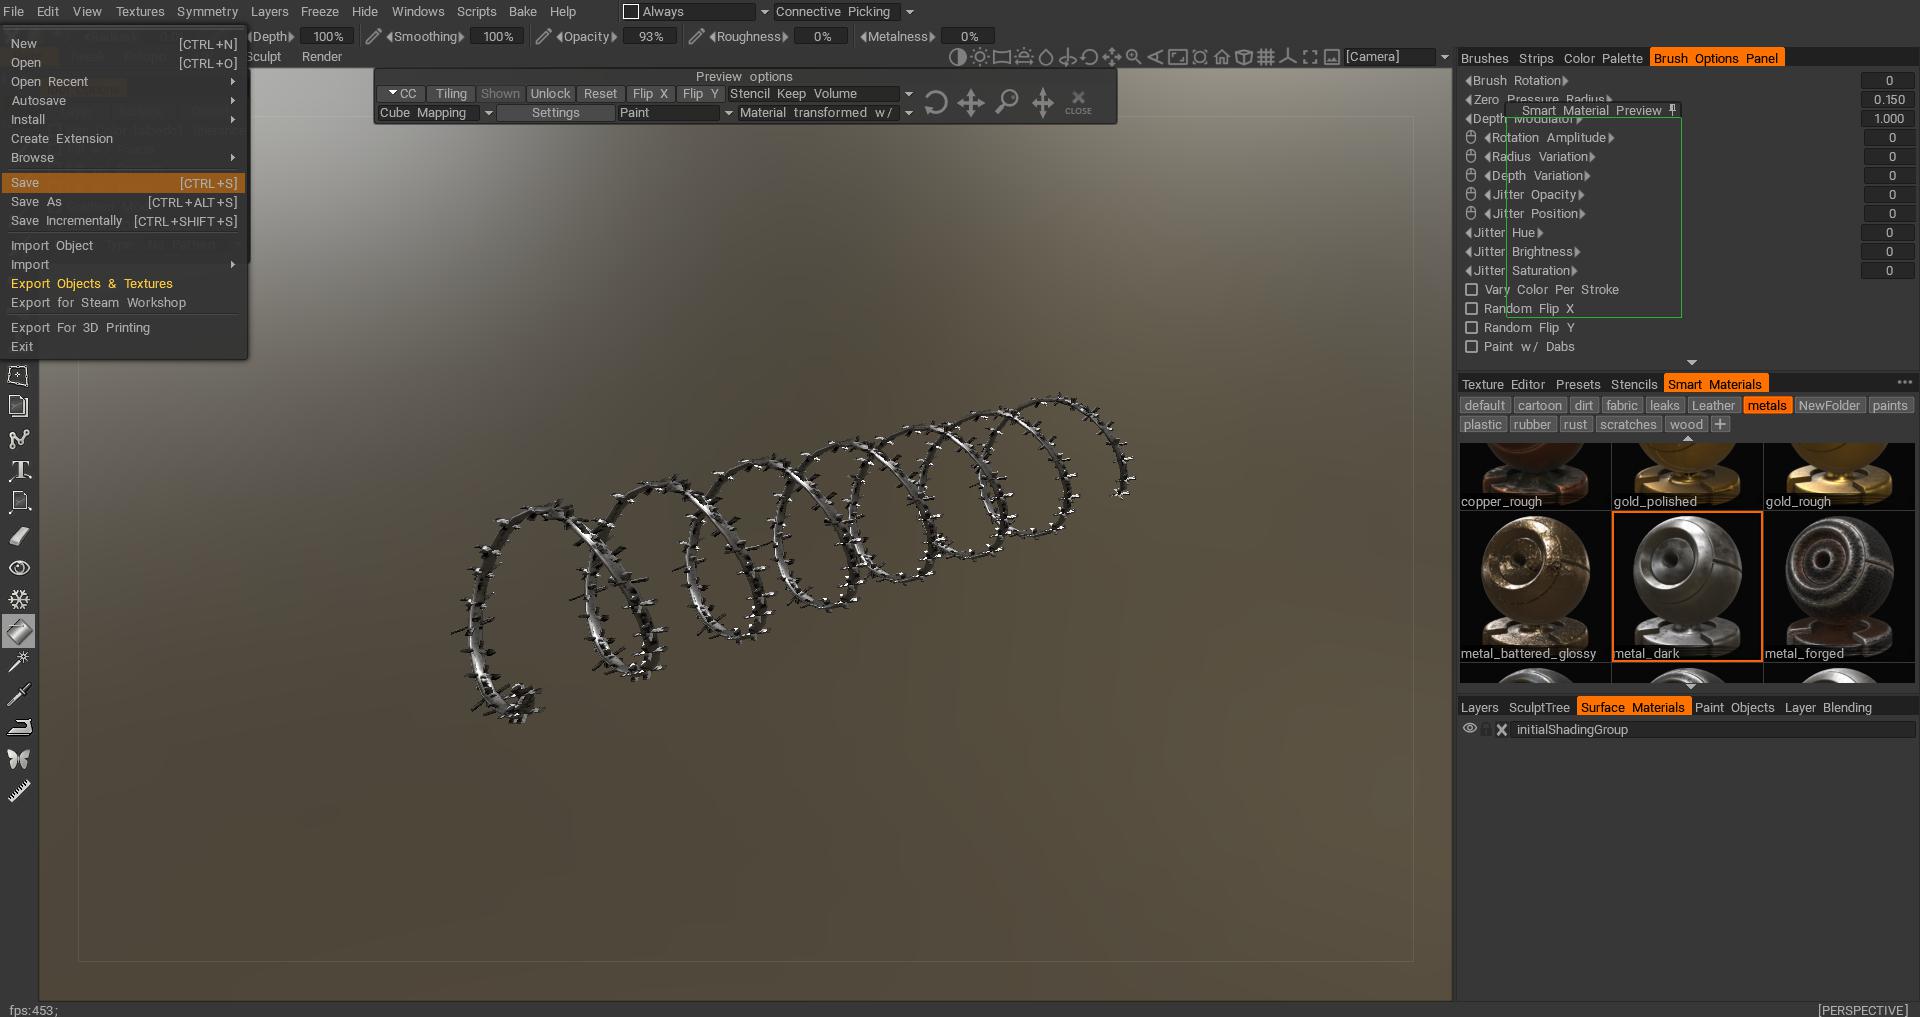 File Edit View Textures Symmetry Layers Freeze Hide Windows Scripts Bake Help Always Connective Picking
Depth 100% Smoothing 100% Opacity 93% Roughness 0% Metalness 0%
Sculpt Render [Camera]
New [CTRL+N]
Open [CTRL+O]
Open Recent
Autosave
Install
Create Extension
Browse
Save [CTRL+S]
Save As [CTRL+ALT+S]
Save Incrementally [CTRL+SHIFT+S]
Import Object
Import
Export Objects & Textures
Export for Steam Workshop
Export For 3D Printing
Exit
Preview options
CC Tiling Shown Unlock Reset Flip X Flip Y Stencil Keep Volume
Cube Mapping Settings Paint Material transformed w/ CLOSE
Brushes Strips Color Palette Brush Options Panel
Brush Rotation 0
Zero Pressure Radius 0.150
Smart Material Preview
Depth Modulator 1.000
Rotation Amplitude 0
Radius Variation 0
Depth Variation 0
Jitter Opacity 0
Jitter Position 0
Jitter Hue 0
Jitter Brightness 0
Jitter Saturation 0
Vary Color Per Stroke
Random Flip X
Random Flip Y
Paint w/ Dabs
Texture Editor Presets Stencils Smart Materials
default cartoon dirt fabric leaks Leather metals NewFolder paints
plastic rubber rust scratches wood +
copper_rough gold_polished gold_rough
metal_battered_glossy metal_dark metal_forged
Layers SculptTree Surface Materials Paint Objects Layer Blending
initialShadingGroup
fps:453; [PERSPECTIVE]